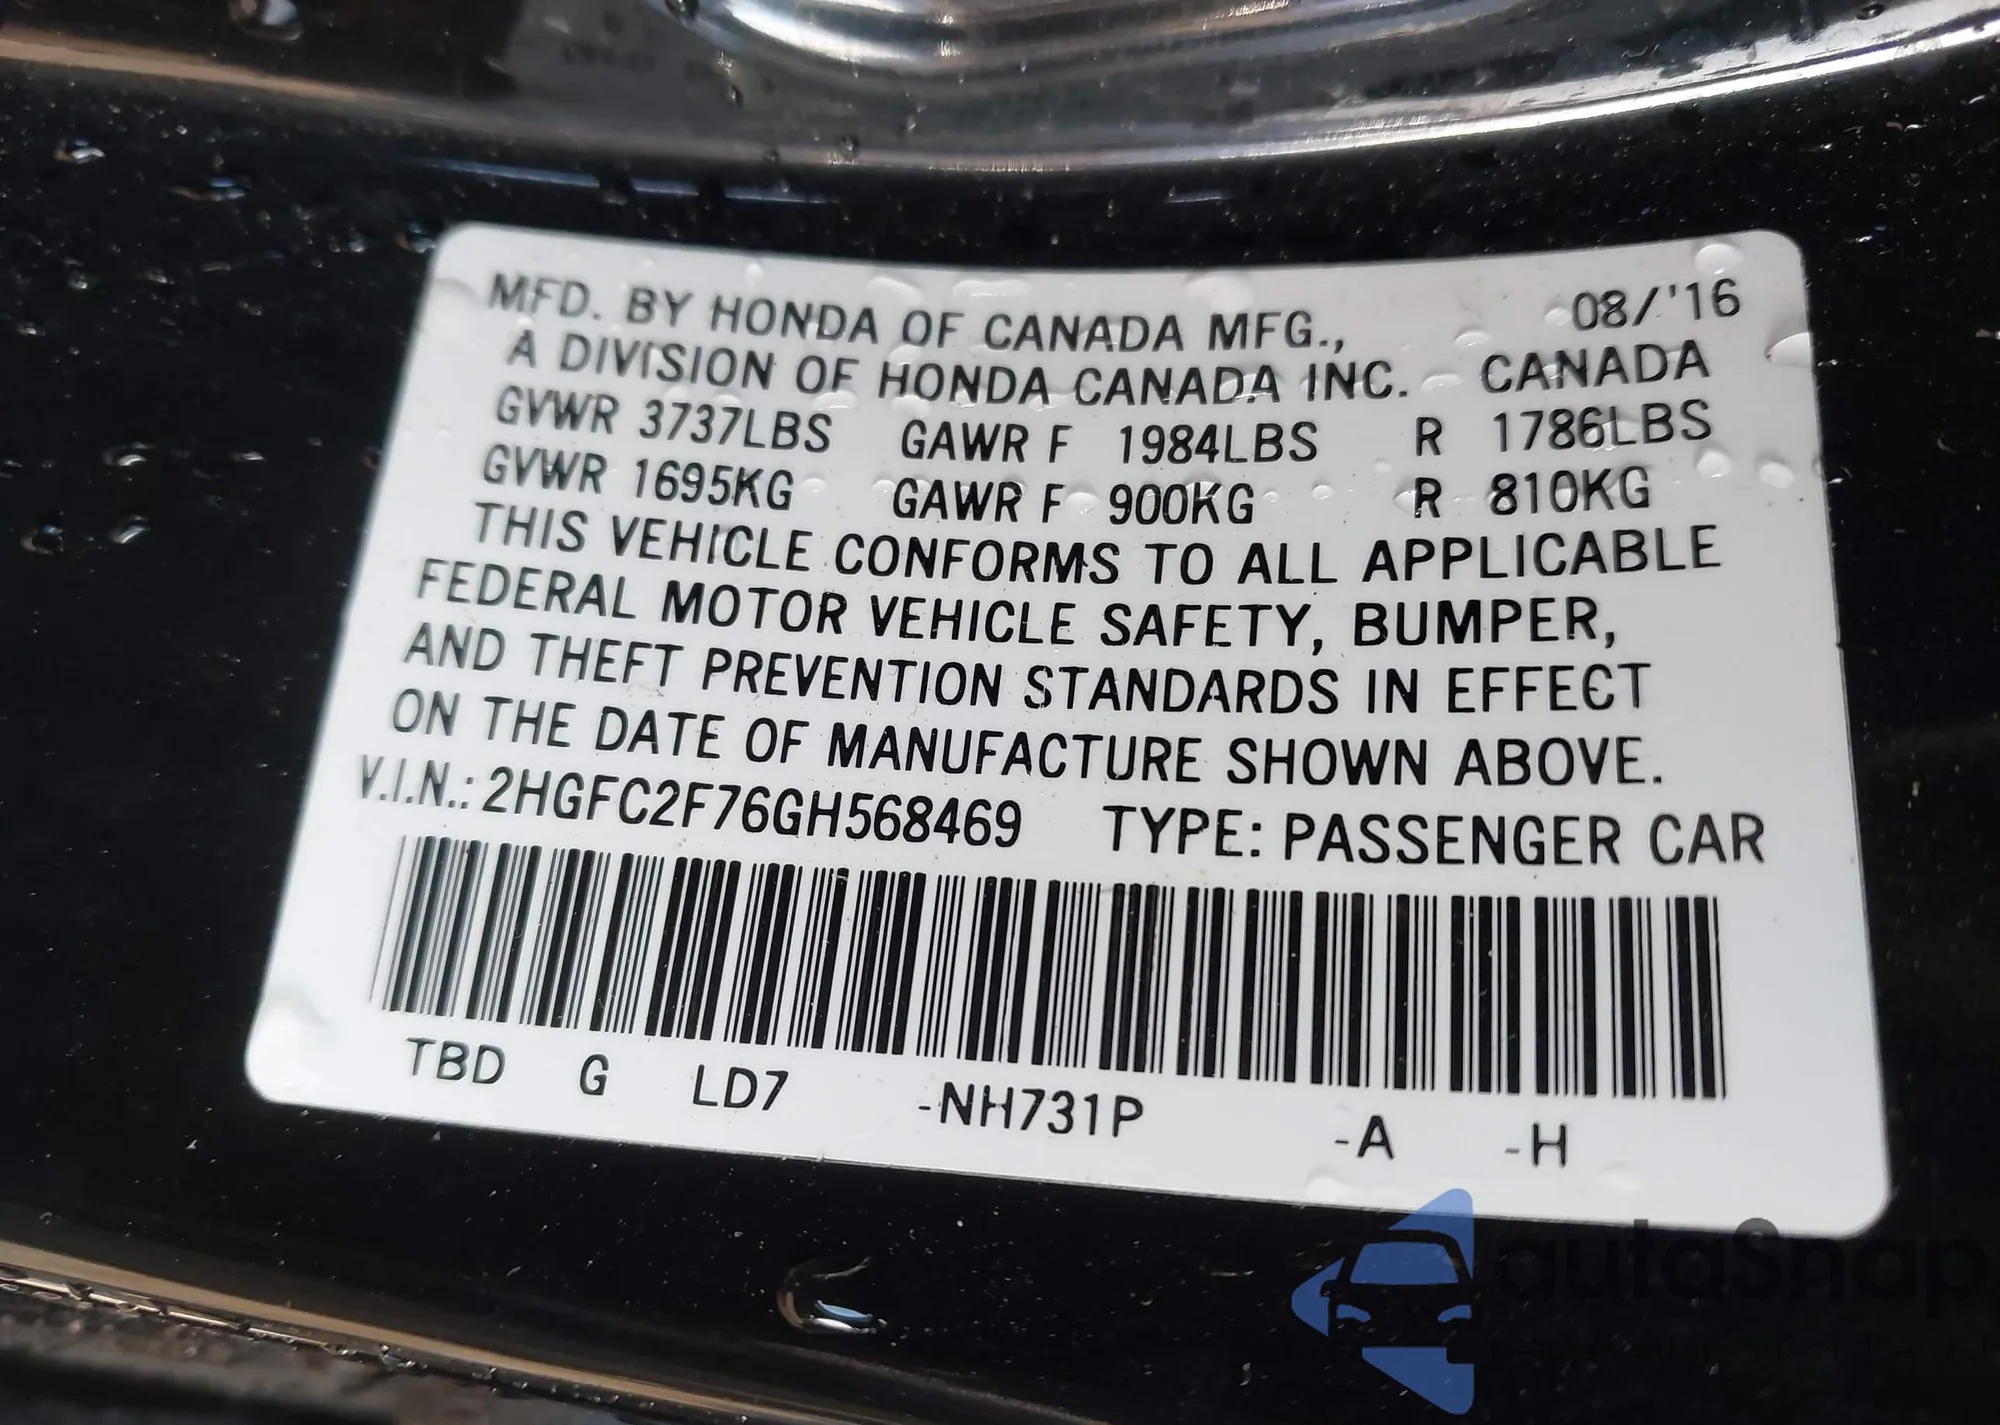 MFD. BY HONDA OF CANADA MFG., 08/'16
A DIVISION OF HONDA CANADA INC. CANADA
GVWR 3737LBS GAWR F 1984LBS R 1786LBS
GVWR 1695KG GAWR F 900KG R 810KG
THIS VEHICLE CONFORMS TO ALL APPLICABLE
FEDERAL MOTOR VEHICLE SAFETY, BUMPER,
AND THEFT PREVENTION STANDARDS IN EFFECT
ON THE DATE OF MANUFACTURE SHOWN ABOVE.
V.I.N.: 2HGFC2F76GH568469 TYPE: PASSENGER CAR
TBD G LD7 -NH731P -A -H
autaSnap